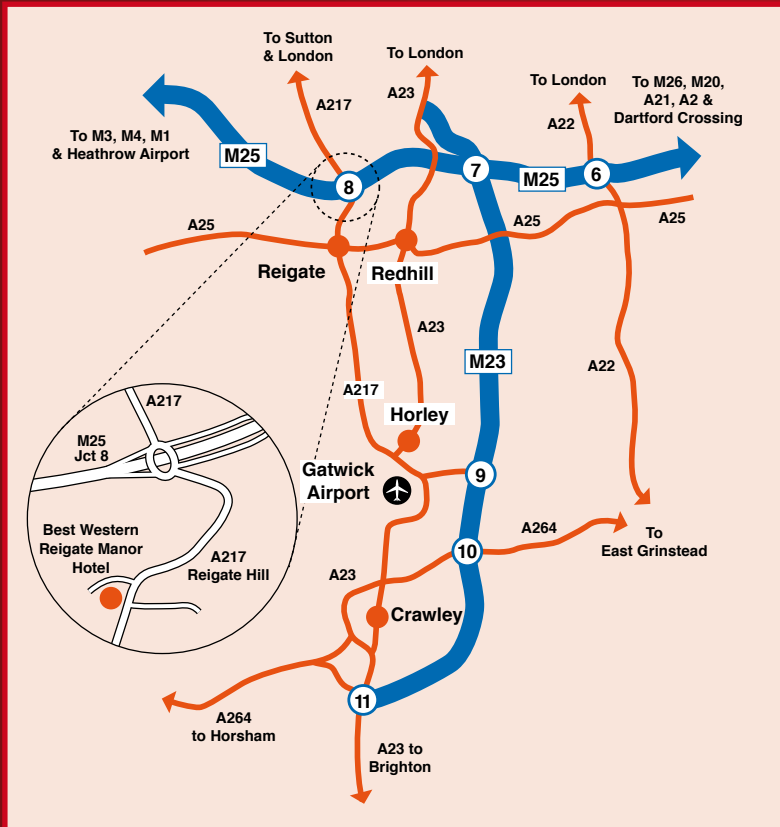 To Sutton
& London
To London
To London
To M26, M20,
A21, A2 &
Dartford Crossing
A217
A23
A22
To M3, M4, M1
& Heathrow Airport
M25
7
M25
6
8
A25
A25
A25
Reigate
Redhill
A23
M23
A22
A217
Horley
A217
M25
Jct 8
Gatwick
Airport
9
Best Western
Reigate Manor
Hotel
A217
Reigate Hill
10
A264
To
East Grinstead
A23
Crawley
11
A264
to Horsham
A23 to
Brighton